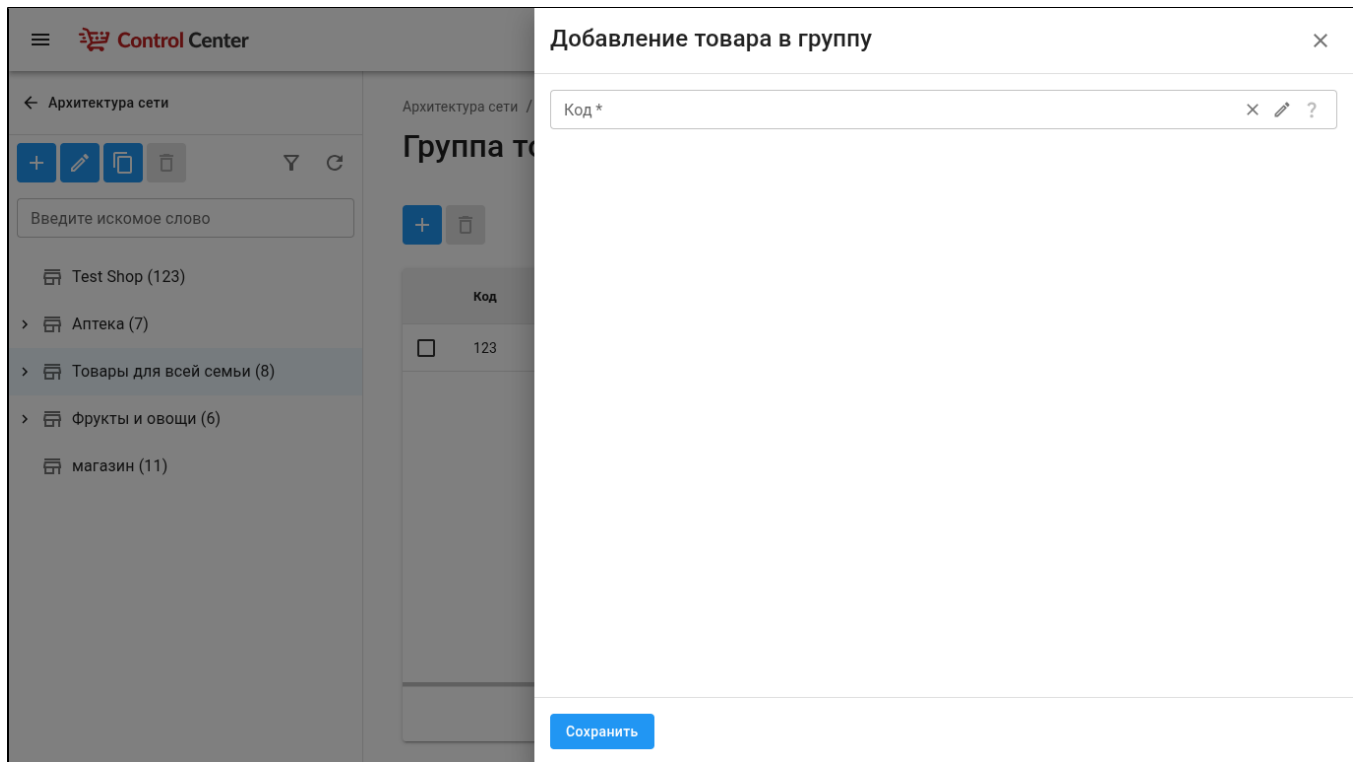 Control Center
Архитектура сети
Введите искомое слово
Test Shop (123)
Аптека (7)
Товары для всей семьи (8)
Фрукты и овощи (6)
магазин (11)
Архитектура сети /
Группа то
Код
123
Добавление товара в группу
Код *
?
Сохранить